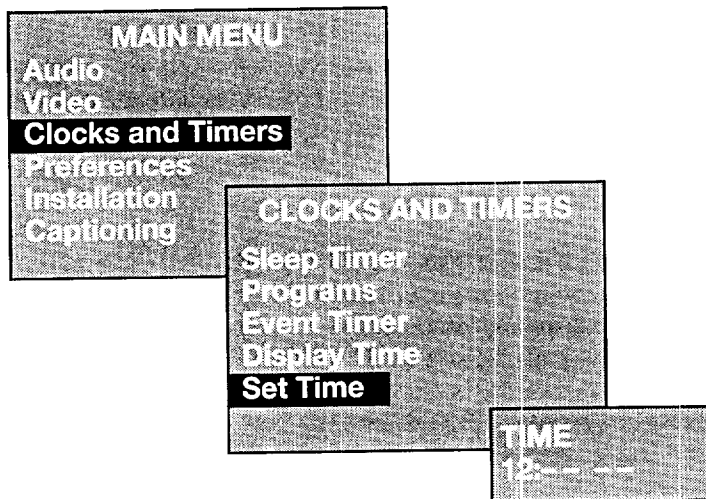 MAIN MENU
Audio
Video
Clocks and Timers
Preferences
Installation
Captioning
CLOCKS AND TIMERS
Sleep Timer
Programs
Event Timer
Display Time
Set Time
TIME
12:-- --